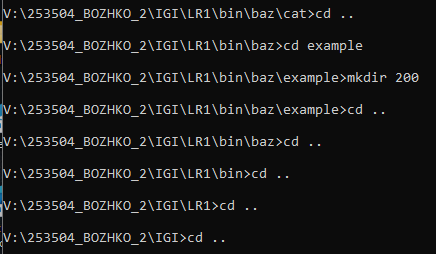 V:\253504_BOZHKO_2\IGI\LR1\bin\baz\cat>cd ..
V:\253504_BOZHKO_2\IGI\LR1\bin\baz>cd example
V:\253504_BOZHKO_2\IGI\LR1\bin\baz\example>mkdir 200
V:\253504_BOZHKO_2\IGI\LR1\bin\baz\example>cd ..
V:\253504_BOZHKO_2\IGI\LR1\bin\baz>cd ..
V:\253504_BOZHKO_2\IGI\LR1\bin>cd ..
V:\253504_BOZHKO_2\IGI\LR1>cd ..
V:\253504_BOZHKO_2\IGI>cd ..